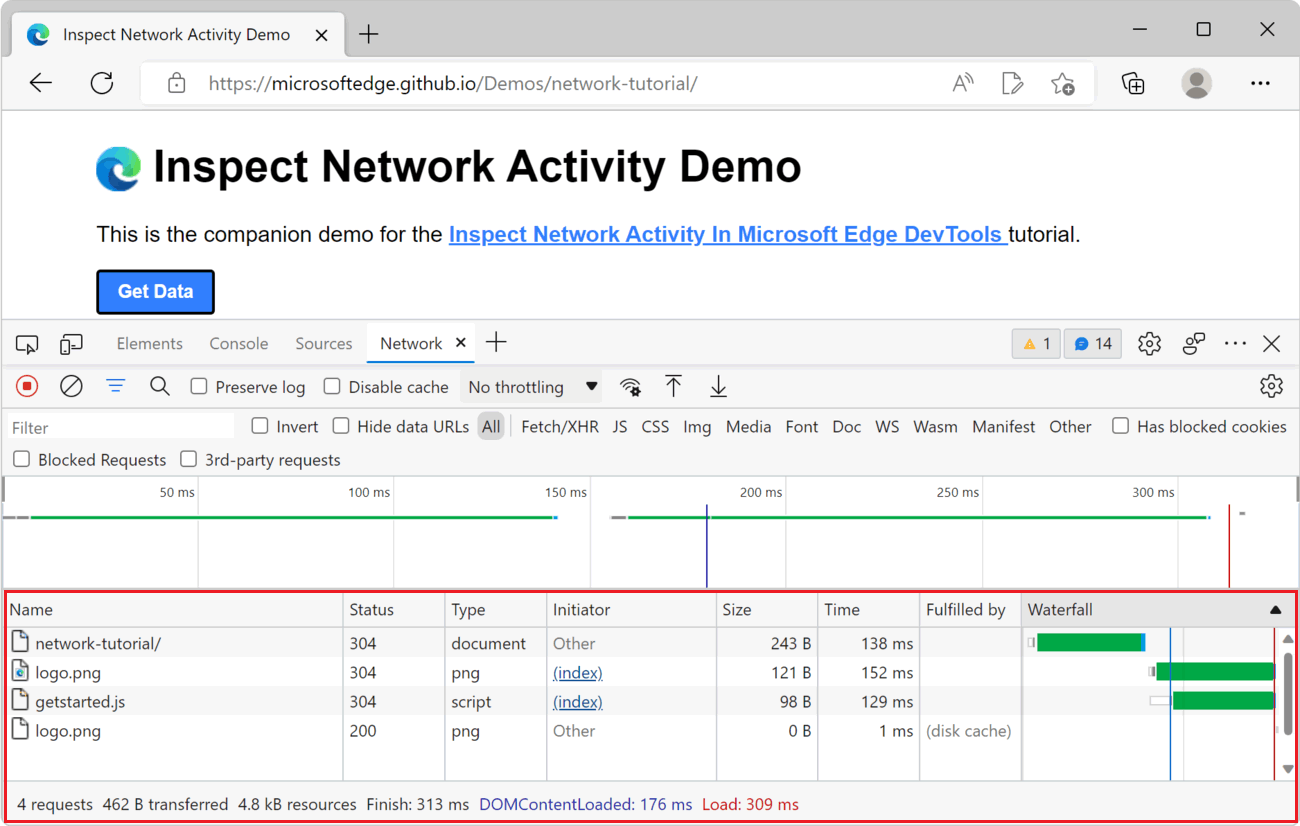 Inspect Network Activity Demo
https://microsoftedge.github.io/Demos/network-tutorial/
Inspect Network Activity Demo
This is the companion demo for the Inspect Network Activity In Microsoft Edge DevTools tutorial.
Get Data
Elements Console Sources Network 1 14
Preserve log Disable cache No throttling
Filter Invert Hide data URLs All Fetch/XHR JS CSS Img Media Font Doc WS Wasm Manifest Other Has blocked cookies
Blocked Requests 3rd-party requests
50 ms 100 ms 150 ms 200 ms 250 ms 300 ms
Name Status Type Initiator Size Time Fulfilled by Waterfall
network-tutorial/ 304 document Other 243 B 138 ms
logo.png 304 png (index) 121 B 152 ms
getstarted.js 304 script (index) 98 B 129 ms
logo.png 200 png Other 0 B 1 ms (disk cache)
4 requests 462 B transferred 4.8 kB resources Finish: 313 ms DOMContentLoaded: 176 ms Load: 309 ms